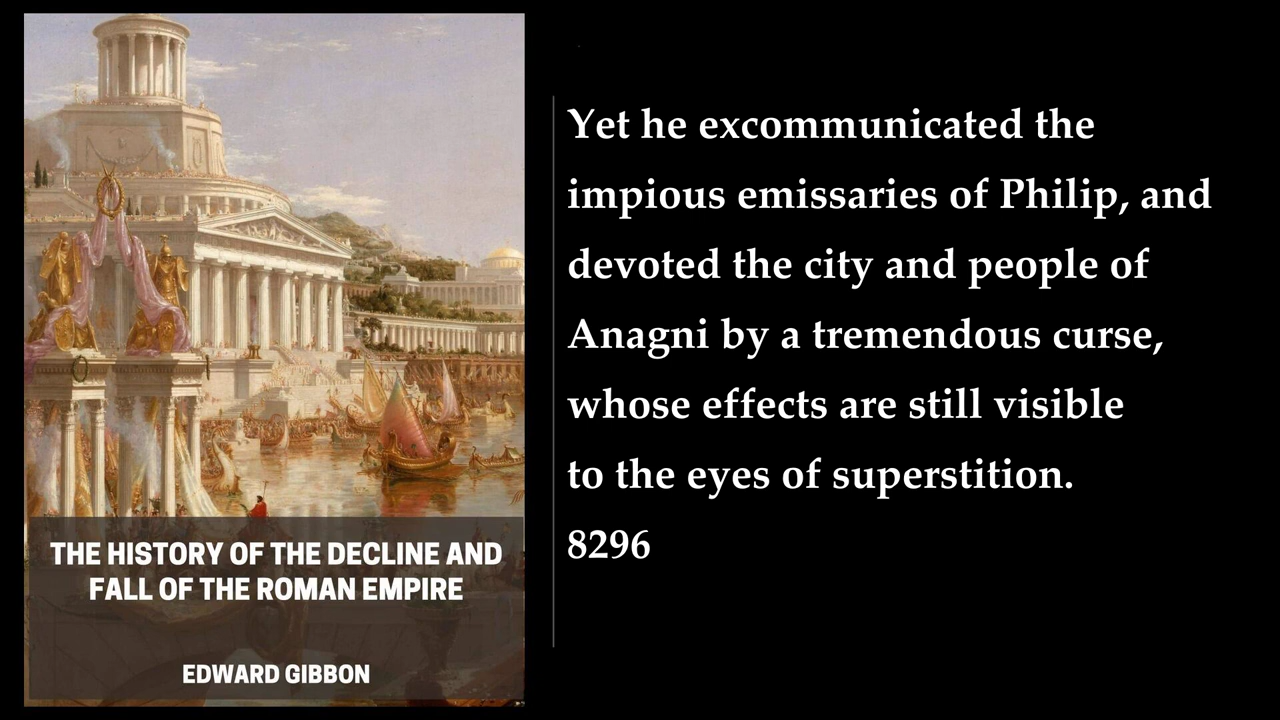 THE HISTORY OF THE DECLINE AND
FALL OF THE ROMAN EMPIRE
EDWARD GIBBON
Yet he excommunicated the
impious emissaries of Philip, and
devoted the city and people of
Anagni by a tremendous curse,
whose effects are still visible
to the eyes of superstition.
8296